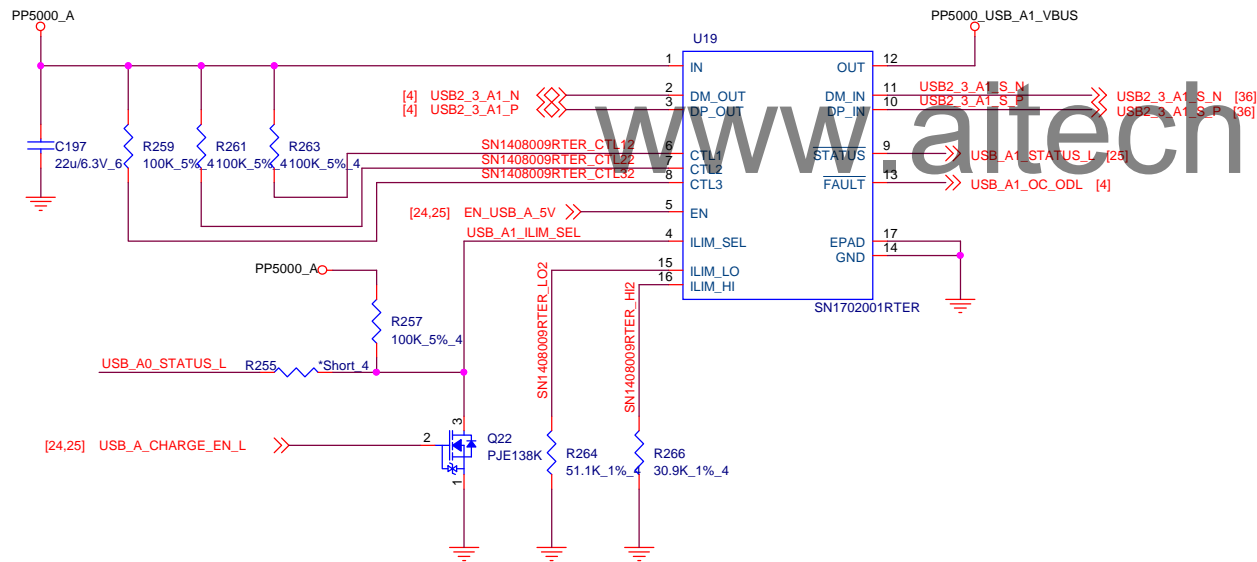 PP5000_A
PP5000_USB_A1_VBUS
U19
1 IN
OUT 12
[4] USB2_3_A1_N
2 DM_OUT
DM_IN 11
USB2_3_A1_S_N
USB2_3_A1_S_N [36]
[4] USB2_3_A1_P
3 DP_OUT
DP_IN 10
USB2_3_A1_S_P
USB2_3_A1_S_P [36]
www.aitech
C197
22u/6.3V_6
R259
100K_5%_4
R261
100K_5%_4
R263
100K_5%_4
SN1408009RTER_CTL12
6 CTL1
SN1408009RTER_CTL22
7 CTL2
SN1408009RTER_CTL32
8 CTL3
STATUS 9
USB_A1_STATUS_L [25]
FAULT 13
USB_A1_OC_ODL [4]
[24,25] EN_USB_A_5V
5 EN
USB_A1_ILIM_SEL
4 ILIM_SEL
EPAD 17
GND 14
15 ILIM_LO
16 ILIM_HI
SN1702001RTER
PP5000_A
R257
100K_5%_4
SN1408009RTER_LO2
SN1408009RTER_HI2
USB_A0_STATUS_L
R255
*Short_4
[24,25] USB_A_CHARGE_EN_L
2
3
1
Q22
PJE138K
R264
51.1K_1%_4
R266
30.9K_1%_4